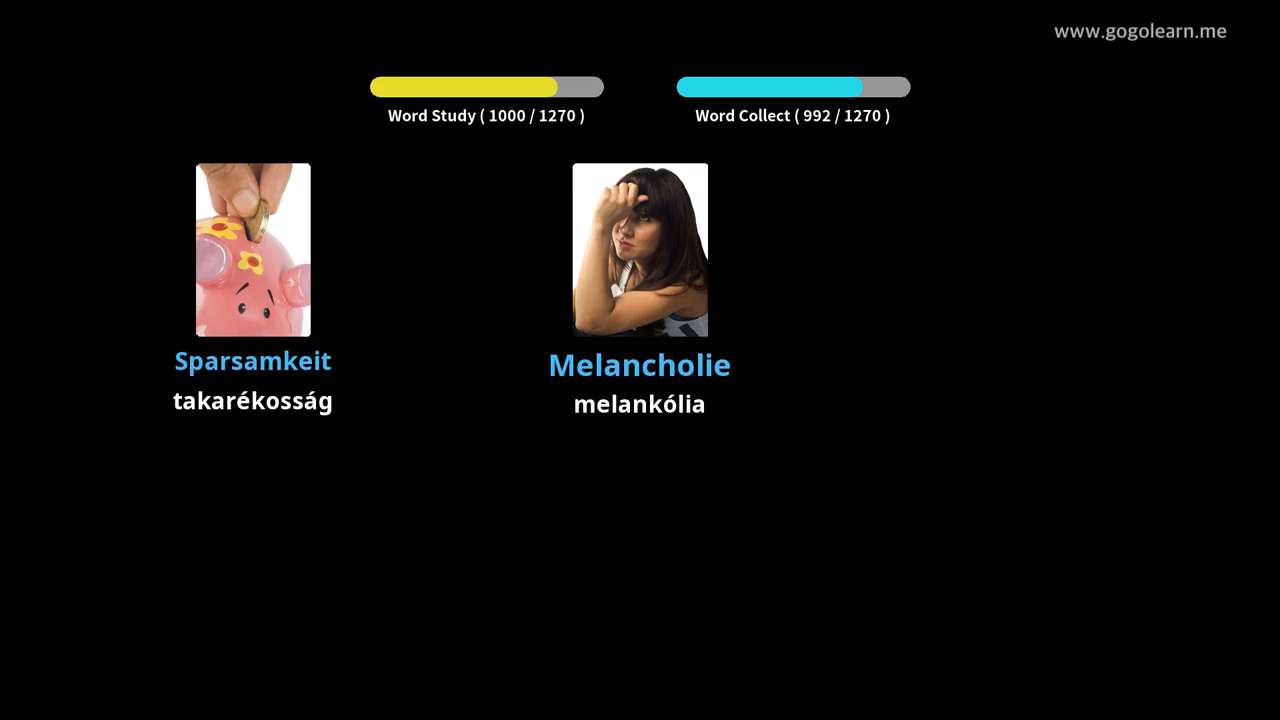 www.gogolearn.me
Word Study ( 1000 / 1270 )
Word Collect ( 992 / 1270 )
Sparsamkeit
takarékosság
Melancholie
melankólia